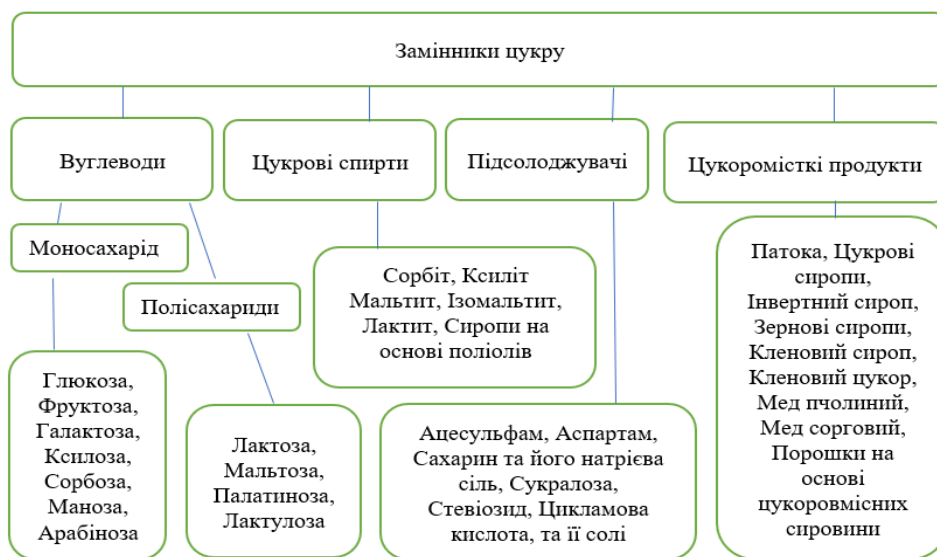 Замінники цукру
Вуглеводи
Цукрові спирти
Підсолоджувачі
Цукоромісткі продукти
Моносахарід
Полісахариди
Сорбіт, Ксиліт
Мальтит, Ізомальтит,
Лактит, Сиропи на
основі поліолів
Патока, Цукрові
сиропи,
Інвертний сироп,
Зернові сиропи,
Кленовий сироп,
Кленовий цукор,
Мед пчолиний,
Мед сорговий,
Порошки на
основі
цукоровмісних
сировини
Глюкоза,
Фруктоза,
Галактоза,
Ксилоза,
Сорбоза,
Маноза,
Арабіноза
Лактоза,
Мальтоза,
Палатиноза,
Лактулоза
Ацесульфам, Аспартам,
Сахарин та його натрієва
сіль, Сукралоза,
Стевіозид, Цикламова
кислота, та її солі